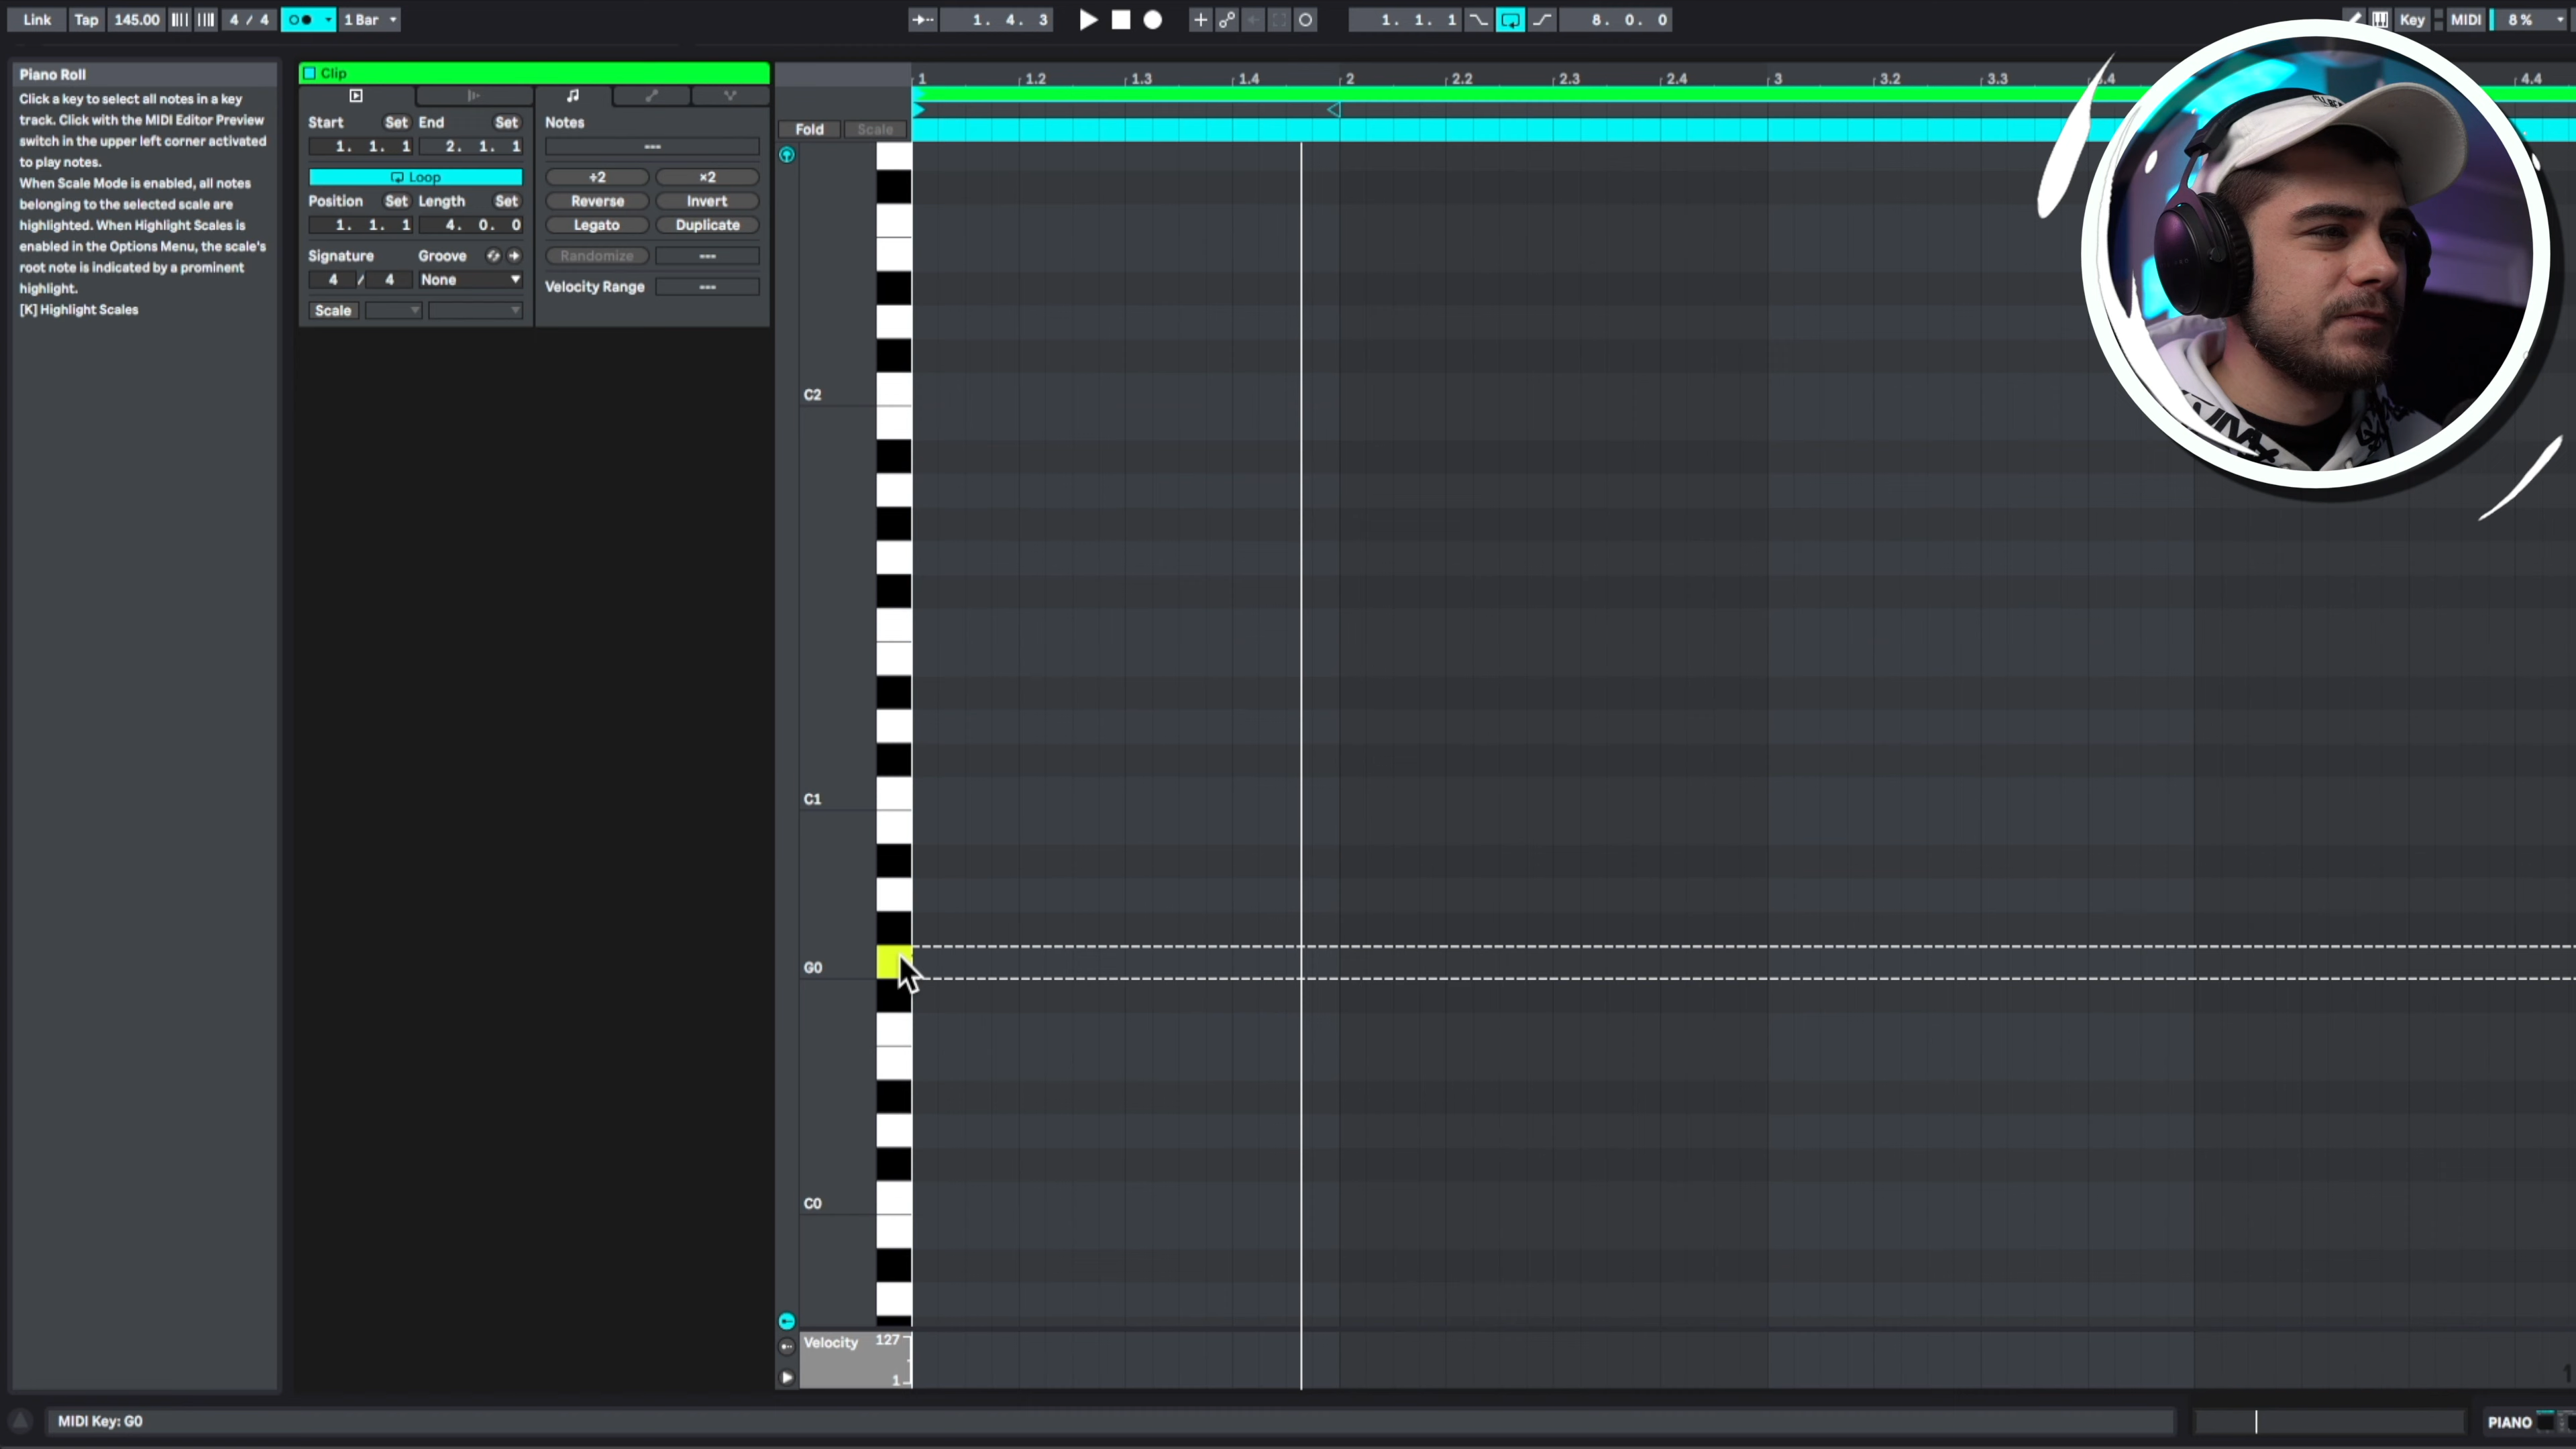 Link Tap 145.00 4 / 4 1 Bar 1. 4. 3 1. 1. 1 8. 0. 0 Key MIDI 8 %
Piano Roll
Click a key to select all notes in a key
track. Click with the MIDI Editor Preview
switch in the upper left corner activated
to play notes.
When Scale Mode is enabled, all notes
belonging to the selected scale are
highlighted. When Highlight Scales is
enabled in the Options Menu, the scale's
root note is indicated by a prominent
highlight.
[K] Highlight Scales
Clip
Start Set End Set
1. 1. 1 2. 1. 1
Loop
Position Set Length Set
1. 1. 1 4. 0. 0
Signature Groove
4 / 4 None
Scale
Notes
---
÷2 ×2
Reverse Invert
Legato Duplicate
Randomize ---
Velocity Range ---
1 1.2 1.3 1.4 2 2.2 2.3 2.4 3 3.2 3.3 3.4 4.4
Fold Scale
C2
C1
G0
C0
Velocity 127
1
MIDI Key: G0
PIANO